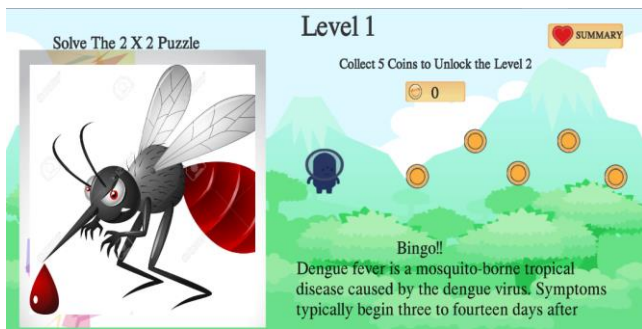 Level 1
Solve The 2 X 2 Puzzle
SUMMARY
Collect 5 Coins to Unlock the Level 2
0
Bingo!!
Dengue fever is a mosquito-borne tropical
disease caused by the dengue virus. Symptoms
typically begin three to fourteen days after